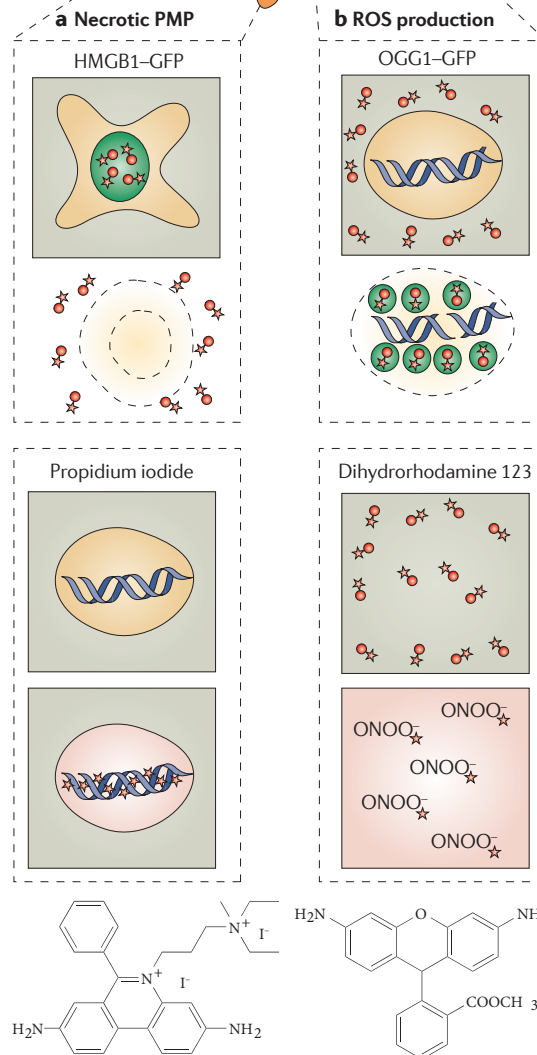 a Necrotic PMP
HMGB1–GFP
Propidium iodide
b ROS production
OGG1–GFP
Dihydrorhodamine 123
ONOO⁻
ONOO⁻
ONOO⁻
ONOO⁻
ONOO⁻
N⁺
I⁻
N⁺
I⁻
H₂N
NH₂
H₂N
O
NH
COOCH 3